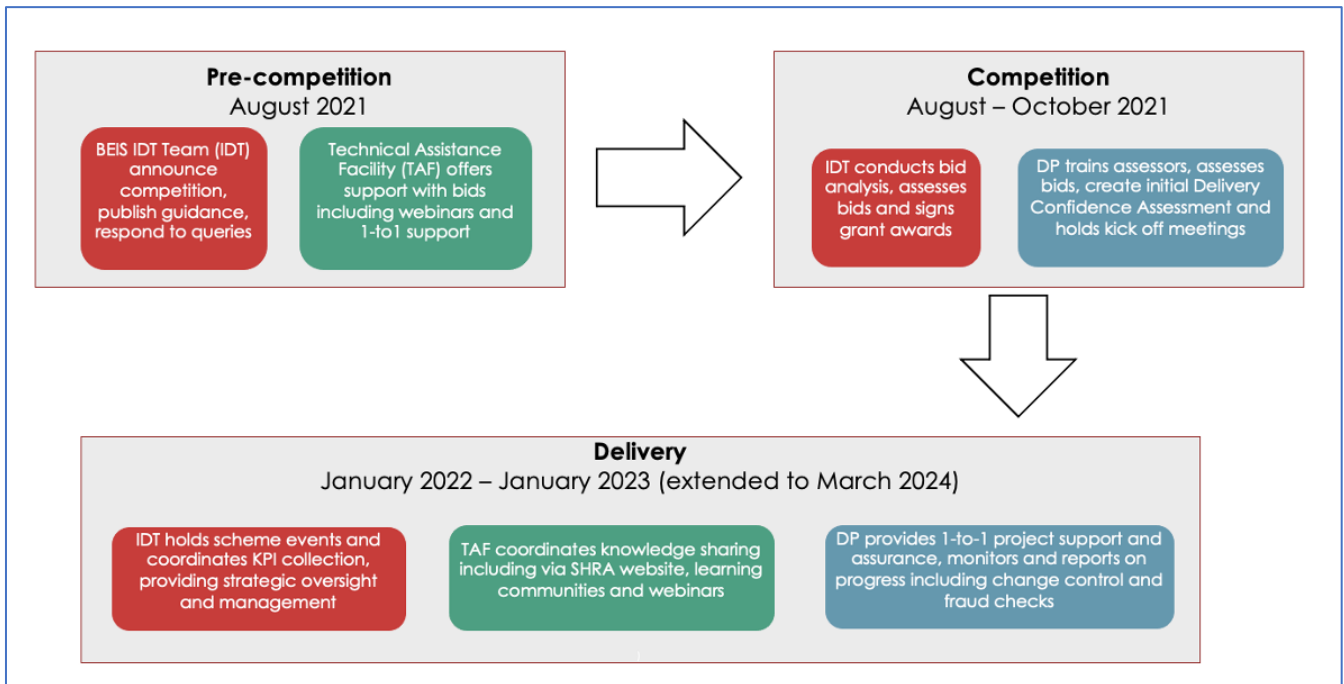 Pre-competition
August 2021
BEIS IDT Team (IDT)
announce
competition,
publish guidance,
respond to queries
Technical Assistance
Facility (TAF) offers
support with bids
including webinars and
1-to1 support
Competition
August – October 2021
IDT conducts bid
analysis, assesses
bids and signs
grant awards
DP trains assessors, assesses
bids, create initial Delivery
Confidence Assessment and
holds kick off meetings
Delivery
January 2022 – January 2023 (extended to March 2024)
IDT holds scheme events and
coordinates KPI collection,
providing strategic oversight
and management
TAF coordinates knowledge sharing
including via SHRA website, learning
communities and webinars
DP provides 1-to-1 project support and
assurance, monitors and reports on
progress including change control and
fraud checks